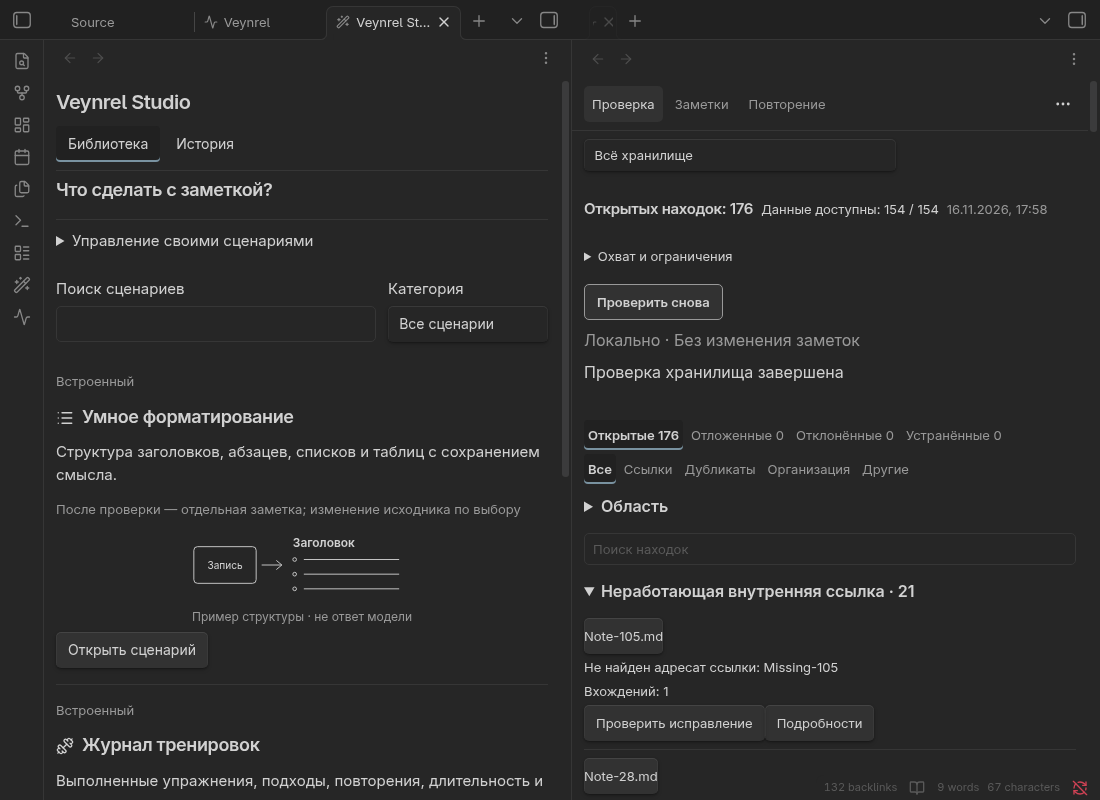 Source
Veynrel
Veynrel St...
Veynrel Studio
Библиотека
История
Что сделать с заметкой?
Управление своими сценариями
Поиск сценариев
Категория
Все сценарии
Встроенный
Умное форматирование
Структура заголовков, абзацев, списков и таблиц с сохранением
смысла.
После проверки — отдельная заметка; изменение исходника по выбору
Запись
Заголовок
Пример структуры · не ответ модели
Открыть сценарий
Встроенный
Журнал тренировок
Выполненные упражнения, подходы, повторения, длительность и
Проверка
Заметки
Повторение
Всё хранилище
Открытых находок: 176 Данные доступны: 154 / 154 16.11.2026, 17:58
Охват и ограничения
Проверить снова
Локально · Без изменения заметок
Проверка хранилища завершена
Открытые 176 Отложенные 0 Отклонённые 0 Устранённые 0
Все Ссылки Дубликаты Организация Другие
Область
Поиск находок
Неработающая внутренняя ссылка · 21
Note-105.md
Не найден адресат ссылки: Missing-105
Вхождений: 1
Проверить исправление
Подробности
Note-28.md
132 backlinks 9 words 67 characters